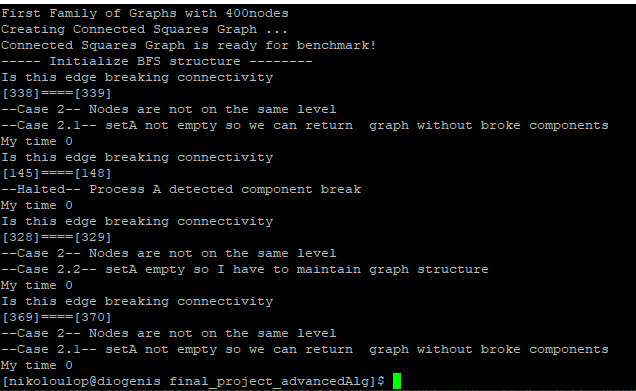 First Family of Graphs with 400nodes
Creating Connected Squares Graph ...
Connected Squares Graph is ready for benchmark!
----- Initialize BFS structure --------
Is this edge breaking connectivity
[338]====[339]
--Case 2-- Nodes are not on the same level
--Case 2.1-- setA not empty so we can return  graph without broke components
My time 0
Is this edge breaking connectivity
[145]====[148]
--Halted-- Process A detected component break
My time 0
Is this edge breaking connectivity
[328]====[329]
--Case 2-- Nodes are not on the same level
--Case 2.2-- setA empty so I have to maintain graph structure
My time 0
Is this edge breaking connectivity
[369]====[370]
--Case 2-- Nodes are not on the same level
--Case 2.1-- setA not empty so we can return  graph without broke components
My time 0
[nikoloulop@diogenis final_project_advancedAlg]$